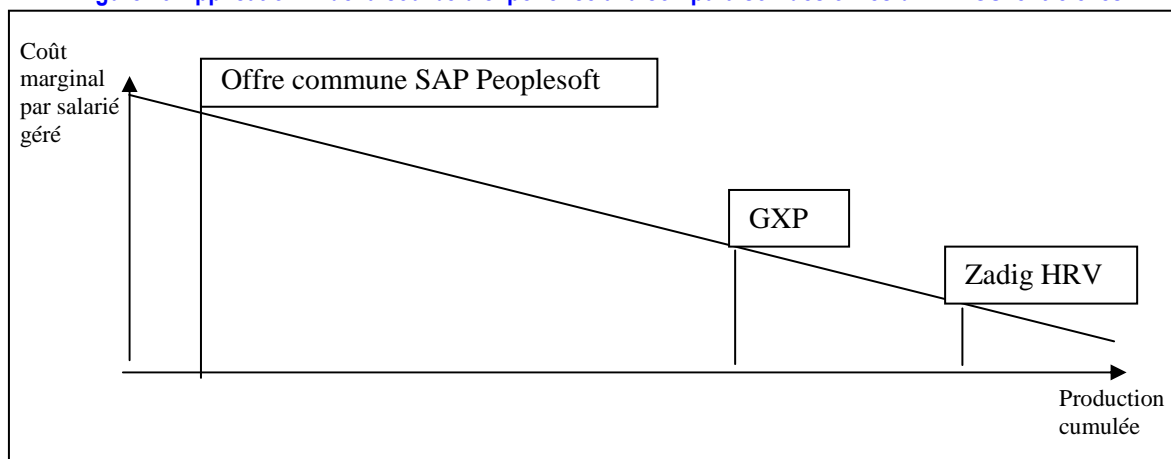 Coût
marginal
par salarié
géré
Offre commune SAP Peoplesoft
GXP
Zadig HRV
Production
cumulée